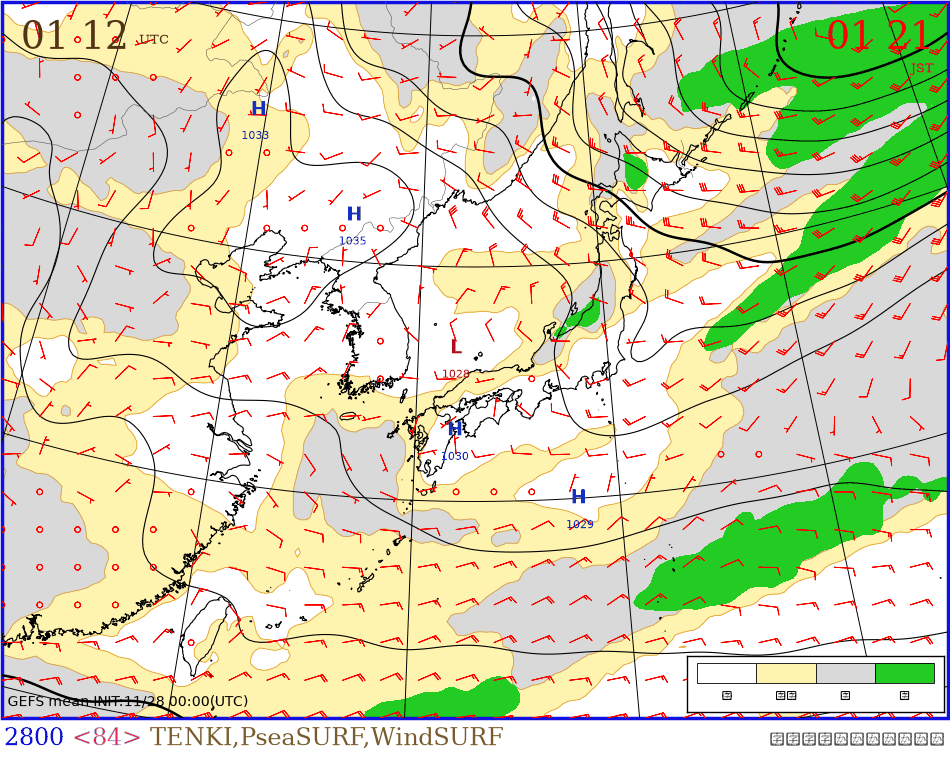 01 12 UTC
01 21
JST
H
1033
H
1035
L
1028
H
1030
H
1029
GEFS mean INIT:11/28 00:00(UTC)
2800 <84> TENKI,PseaSURF,WindSURF